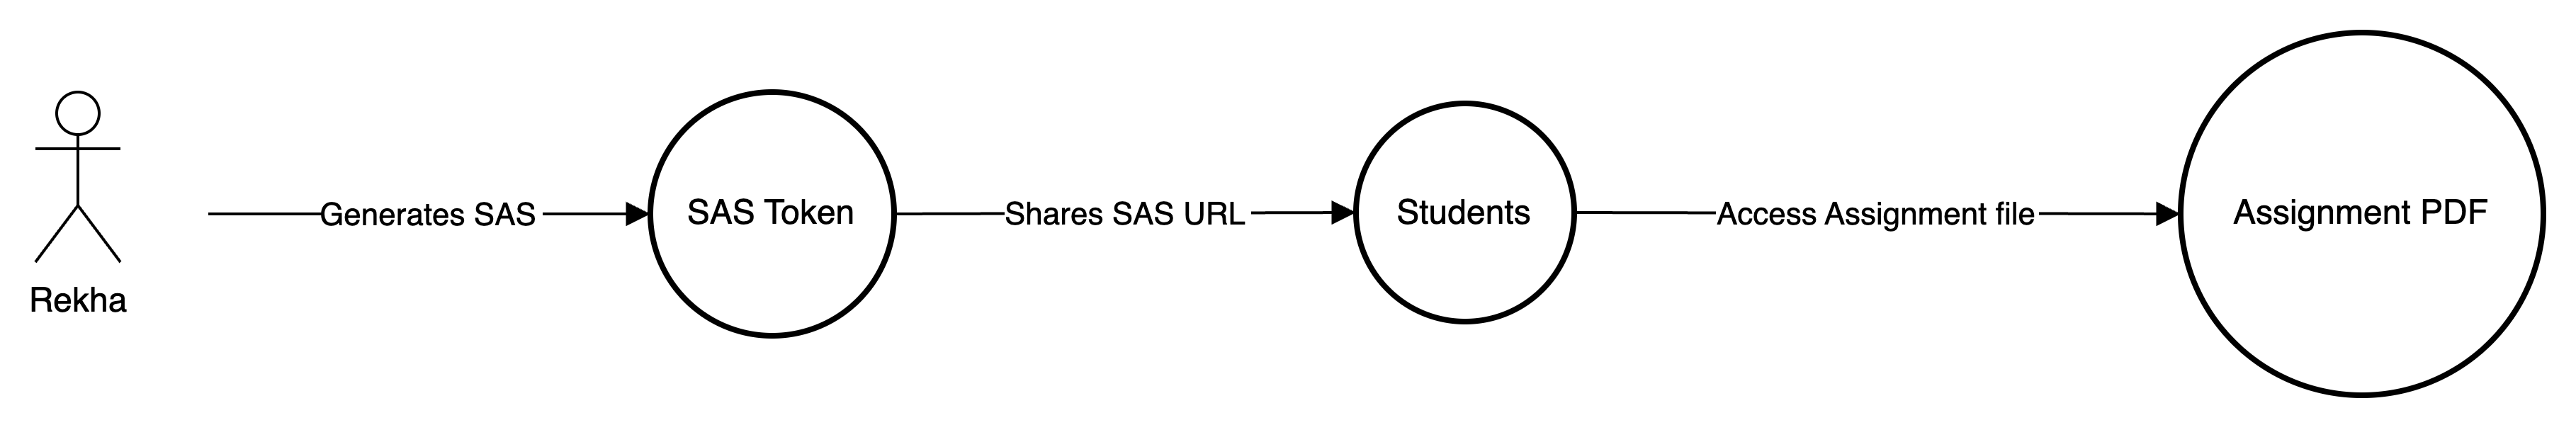 Rekha
Generates SAS
SAS Token
Shares SAS URL
Students
Access Assignment file
Assignment PDF